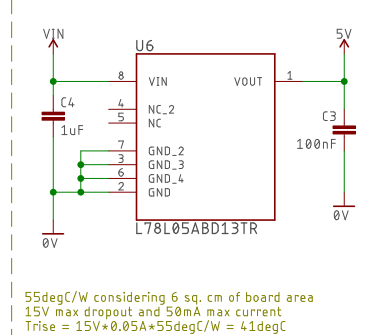 VIN
5V
U6
8
VIN
VOUT
1
C4
1uF
4
NC_2
5
NC
C3
100nF
7
GND_2
3
GND_3
6
GND_4
2
GND
0V
0V
L78L05ABD13TR
55degC/W considering 6 sq. cm of board area
15V max dropout and 50mA max current
Trise = 15V*0.05A*55degC/W = 41degC